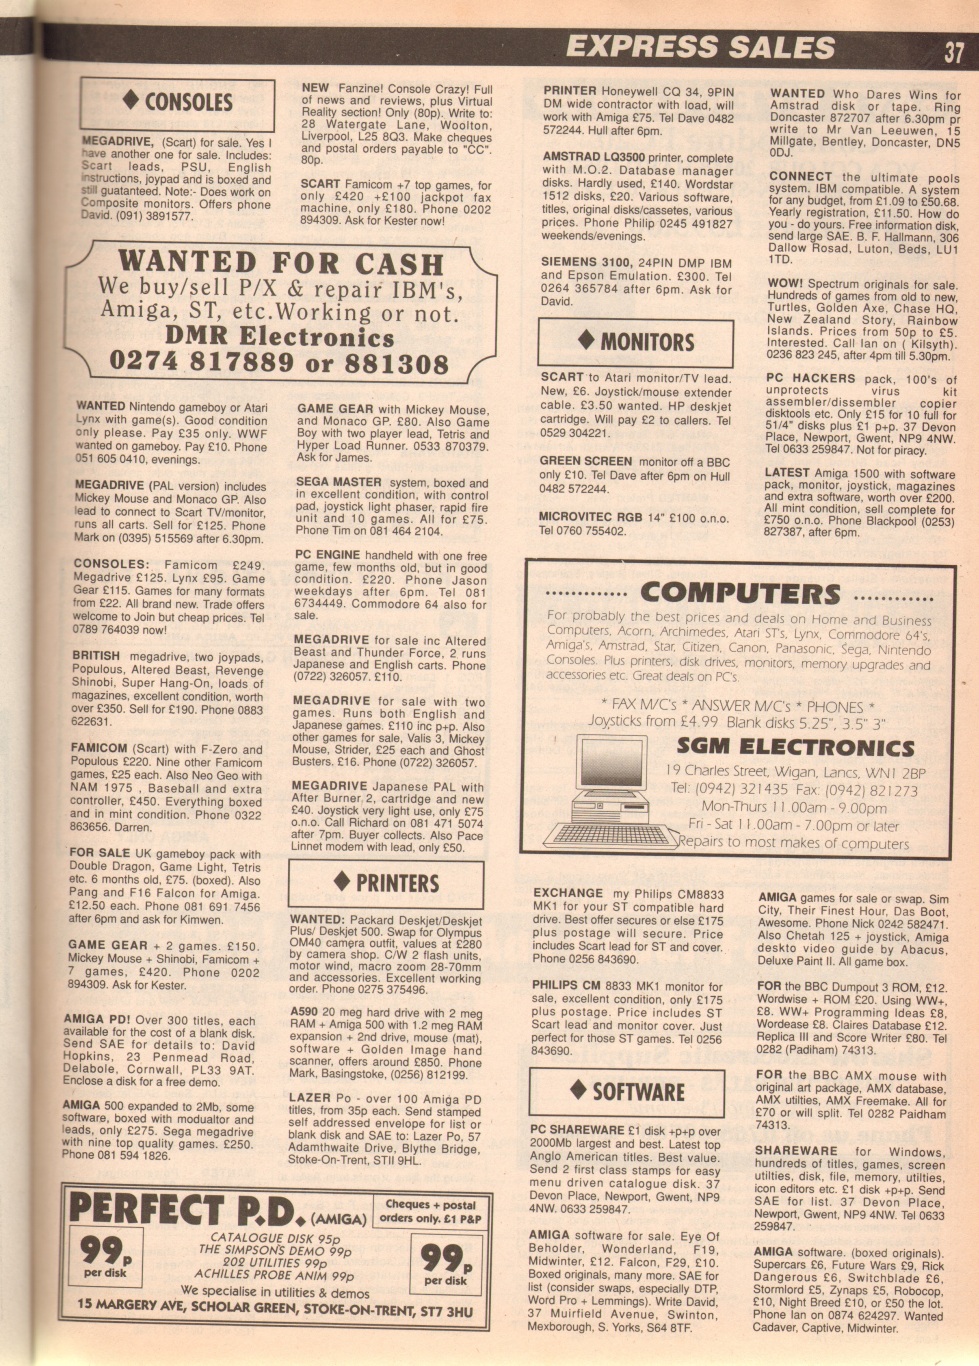 EXPRESS SALES
37
◆ CONSOLES
MEGADRIVE, (Scart) for sale. Yes I
have another one for sale. Includes:
Scart leads, PSU, English
instructions, joypad and is boxed and
still guatanteed. Note:- Does work on
Composite monitors. Offers phone
David. (091) 3891577.
NEW Fanzine! Console Crazy! Full
of news and reviews, plus Virtual
Reality section! Only (80p). Write to:
28 Watergate Lane, Woolton,
Liverpool, L25 8Q3. Make cheques
and postal orders payable to "CC".
80p.
SCART Famicom +7 top games, for
only £420 +£100 jackpot fax
machine, only £180. Phone 0202
894309. Ask for Kester now!
WANTED FOR CASH
We buy/sell P/X & repair IBM's,
Amiga, ST, etc.Working or not.
DMR Electronics
0274 817889 or 881308
WANTED Nintendo gameboy or Atari
Lynx with game(s). Good condition
only please. Pay £35 only. WWF
wanted on gameboy. Pay £10. Phone
051 605 0410, evenings.
MEGADRIVE (PAL version) includes
Mickey Mouse and Monaco GP. Also
lead to connect to Scart TV/monitor,
runs all carts. Sell for £125. Phone
Mark on (0395) 515569 after 6.30pm.
CONSOLES: Famicom £249.
Megadrive £125. Lynx £95. Game
Gear £115. Games for many formats
from £22. All brand new. Trade offers
welcome to Join but cheap prices. Tel
0789 764039 now!
BRITISH megadrive, two joypads,
Populous, Altered Beast, Revenge
Shinobi, Super Hang-On, loads of
magazines, excellent condition, worth
over £350. Sell for £190. Phone 0883
622631.
FAMICOM (Scart) with F-Zero and
Populous £220. Nine other Famicom
games, £25 each. Also Neo Geo with
NAM 1975 , Baseball and extra
controller, £450. Everything boxed
and in mint condition. Phone 0322
863656. Darren.
FOR SALE UK gameboy pack with
Double Dragon, Game Light, Tetris
etc. 6 months old, £75. (boxed). Also
Pang and F16 Falcon for Amiga.
£12.50 each. Phone 081 691 7456
after 6pm and ask for Kimwen.
GAME GEAR + 2 games. £150.
Mickey Mouse + Shinobi, Famicom +
7 games, £420. Phone 0202
894309. Ask for Kester.
AMIGA PD! Over 300 titles, each
available for the cost of a blank disk.
Send SAE for details to: David
Hopkins, 23 Penmead Road,
Delabole, Cornwall, PL33 9AT.
Enclose a disk for a free demo.
AMIGA 500 expanded to 2Mb, some
software, boxed with modualtor and
leads, only £275. Sega megadrive
with nine top quality games. £250.
Phone 081 594 1826.
GAME GEAR with Mickey Mouse,
and Monaco GP. £80. Also Game
Boy with two player lead, Tetris and
Hyper Load Runner. 0533 870379.
Ask for James.
SEGA MASTER system, boxed and
in excellent condition, with control
pad, joystick light phaser, rapid fire
unit and 10 games. All for £75.
Phone Tim on 081 464 2104.
PC ENGINE handheld with one free
game, few months old, but in good
condition. £220. Phone Jason
weekdays after 6pm. Tel 081
6734449. Commodore 64 also for
sale.
MEGADRIVE for sale inc Altered
Beast and Thunder Force, 2 runs
Japanese and English carts. Phone
(0722) 326057. £110.
MEGADRIVE for sale with two
games. Runs both English and
Japanese games. £110 inc p+p. Also
other games for sale, Valis 3, Mickey
Mouse, Strider, £25 each and Ghost
Busters. £16. Phone (0722) 326057.
MEGADRIVE Japanese PAL with
After Burner 2, cartridge and new
£40. Joystick very light use, only £75
o.n.o. Call Richard on 081 471 5074
after 7pm. Buyer collects. Also Pace
Linnet modem with lead, only £50.
◆ PRINTERS
WANTED: Packard Deskjet/Deskjet
Plus/ Deskjet 500. Swap for Olympus
OM40 camera outfit, values at £280
by camera shop. C/W 2 flash units,
motor wind, macro zoom 28-70mm
and accessories. Excellent working
order. Phone 0275 375496.
A590 20 meg hard drive with 2 meg
RAM + Amiga 500 with 1.2 meg RAM
expansion + 2nd drive, mouse (mat),
software + Golden Image hand
scanner, offers around £850. Phone
Mark, Basingstoke, (0256) 812199.
LAZER Po - over 100 Amiga PD
titles, from 35p each. Send stamped
self addressed envelope for list or
blank disk and SAE to: Lazer Po, 57
Adamthwaite Drive, Blythe Bridge,
Stoke-On-Trent, STII 9HL.
PERFECT P.D. (AMIGA)
Cheques + postal
orders only. £1 P&P
99p
per disk
CATALOGUE DISK 95p
THE SIMPSONS DEMO 99p
202 UTILITIES 99p
ACHILLES PROBE ANIM 99p
We specialise in utilities & demos
99p
per disk
15 MARGERY AVE, SCHOLAR GREEN, STOKE-ON-TRENT, ST7 3HU
PRINTER Honeywell CQ 34, 9PIN
DM wide contractor with load, will
work with Amiga £75. Tel Dave 0482
572244. Hull after 6pm.
AMSTRAD LQ3500 printer, complete
with M.O.2. Database manager
disks. Hardly used, £140. Wordstar
1512 disks, £20. Various software,
titles, original disks/cassetes, various
prices. Phone Philip 0245 491827
weekends/evenings.
SIEMENS 3100, 24PIN DMP IBM
and Epson Emulation. £300. Tel
0264 365784 after 6pm. Ask for
David.
◆ MONITORS
SCART to Atari monitor/TV lead.
New, £6. Joystick/mouse extender
cable. £3.50 wanted. HP deskjet
cartridge. Will pay £2 to callers. Tel
0529 304221.
GREEN SCREEN monitor off a BBC
only £10. Tel Dave after 6pm on Hull
0482 572244.
MICROVITEC RGB 14" £100 o.n.o.
Tel 0760 755402.
WANTED Who Dares Wins for
Amstrad disk or tape. Ring
Doncaster 872707 after 6.30pm pr
write to Mr Van Leeuwen, 15
Millgate, Bentley, Doncaster, DN5
0DJ.
CONNECT the ultimate pools
system. IBM compatible. A system
for any budget, from £1.09 to £50.68.
Yearly registration, £11.50. How do
you - do yours. Free information disk,
send large SAE. B. F. Hallmann, 306
Dallow Rosad, Luton, Beds, LU1
1TD.
WOW! Spectrum originals for sale.
Hundreds of games from old to new,
Turtles, Golden Axe, Chase HQ,
New Zealand Story, Rainbow
Islands. Prices from 50p to £5.
Interested. Call Ian on ( Kilsyth).
0236 823 245, after 4pm till 5.30pm.
PC HACKERS pack, 100's of
unprotects virus kit
assembler/dissembler copier
disktools etc. Only £15 for 10 full for
51/4" disks plus £1 p+p. 37 Devon
Place, Newport, Gwent, NP9 4NW.
Tel 0633 259847. Not for piracy.
LATEST Amiga 1500 with software
pack, monitor, joystick, magazines
and extra software, worth over £200.
All mint condition, sell complete for
£750 o.n.o. Phone Blackpool (0253)
827387, after 6pm.
............. COMPUTERS ............
For probably the best prices and deals on Home and Business
Computers, Acorn, Archimedes, Atari ST's, Lynx, Commodore 64's,
Amiga's, Amstrad, Star, Citizen, Canon, Panasonic, Sega, Nintendo
Consoles. Plus printers, disk drives, monitors, memory upgrades and
accessories etc. Great deals on PC's.
* FAX M/C's * ANSWER M/C's * PHONES *
Joysticks from £4.99 Blank disks 5.25", 3.5" 3"
SGM ELECTRONICS
19 Charles Street, Wigan, Lancs, WN1 2BP
Tel: (0942) 321435 Fax: (0942) 821273
Mon-Thurs 11.00am - 9.00pm
Fri - Sat 11.00am - 7.00pm or later
Repairs to most makes of computers
EXCHANGE my Philips CM8833
MK1 for your ST compatible hard
drive. Best offer secures or else £175
plus postage will secure. Price
includes Scart lead for ST and cover.
Phone 0256 843690.
PHILIPS CM 8833 MK1 monitor for
sale, excellent condition, only £175
plus postage. Price includes ST
Scart lead and monitor cover. Just
perfect for those ST games. Tel 0256
843690.
◆ SOFTWARE
PC SHAREWARE £1 disk +p+p over
2000Mb largest and best. Latest top
Anglo American titles. Best value.
Send 2 first class stamps for easy
menu driven catalogue disk. 37
Devon Place, Newport, Gwent, NP9
4NW. 0633 259847.
AMIGA software for sale. Eye Of
Beholder, Wonderland, F19,
Midwinter, £12. Falcon, F29, £10.
Boxed originals, many more. SAE for
list (consider swaps, especially DTP,
Word Pro + Lemmings). Write David,
37 Muirfield Avenue, Swinton,
Mexborough, S. Yorks, S64 8TF.
AMIGA games for sale or swap. Sim
City, Their Finest Hour, Das Boot,
Awesome. Phone Nick 0242 582471.
Also Chetah 125 + joystick, Amiga
deskto video guide by Abacus,
Deluxe Paint II. All game box.
FOR the BBC Dumpout 3 ROM, £12.
Wordwise + ROM £20. Using WW+,
£8. WW+ Programming Ideas £8,
Wordease £8. Claires Database £12.
Replica III and Score Writer £80. Tel
0282 (Padiham) 74313.
FOR the BBC AMX mouse with
original art package, AMX database,
AMX utilties, AMX Freemake. All for
£70 or will split. Tel 0282 Paidham
74313.
SHAREWARE for Windows,
hundreds of titles, games, screen
utilties, disk, file, memory, utilties,
icon editors etc. £1 disk +p+p. Send
SAE for list. 37 Devon Place,
Newport, Gwent, NP9 4NW. Tel 0633
259847.
AMIGA software. (boxed originals).
Supercars £6, Future Wars £9, Rick
Dangerous £6, Switchblade £6,
Stormlord £5, Zynaps £5, Robocop,
£10, Night Breed £10, or £50 the lot.
Phone Ian on 0874 624297. Wanted
Cadaver, Captive, Midwinter.